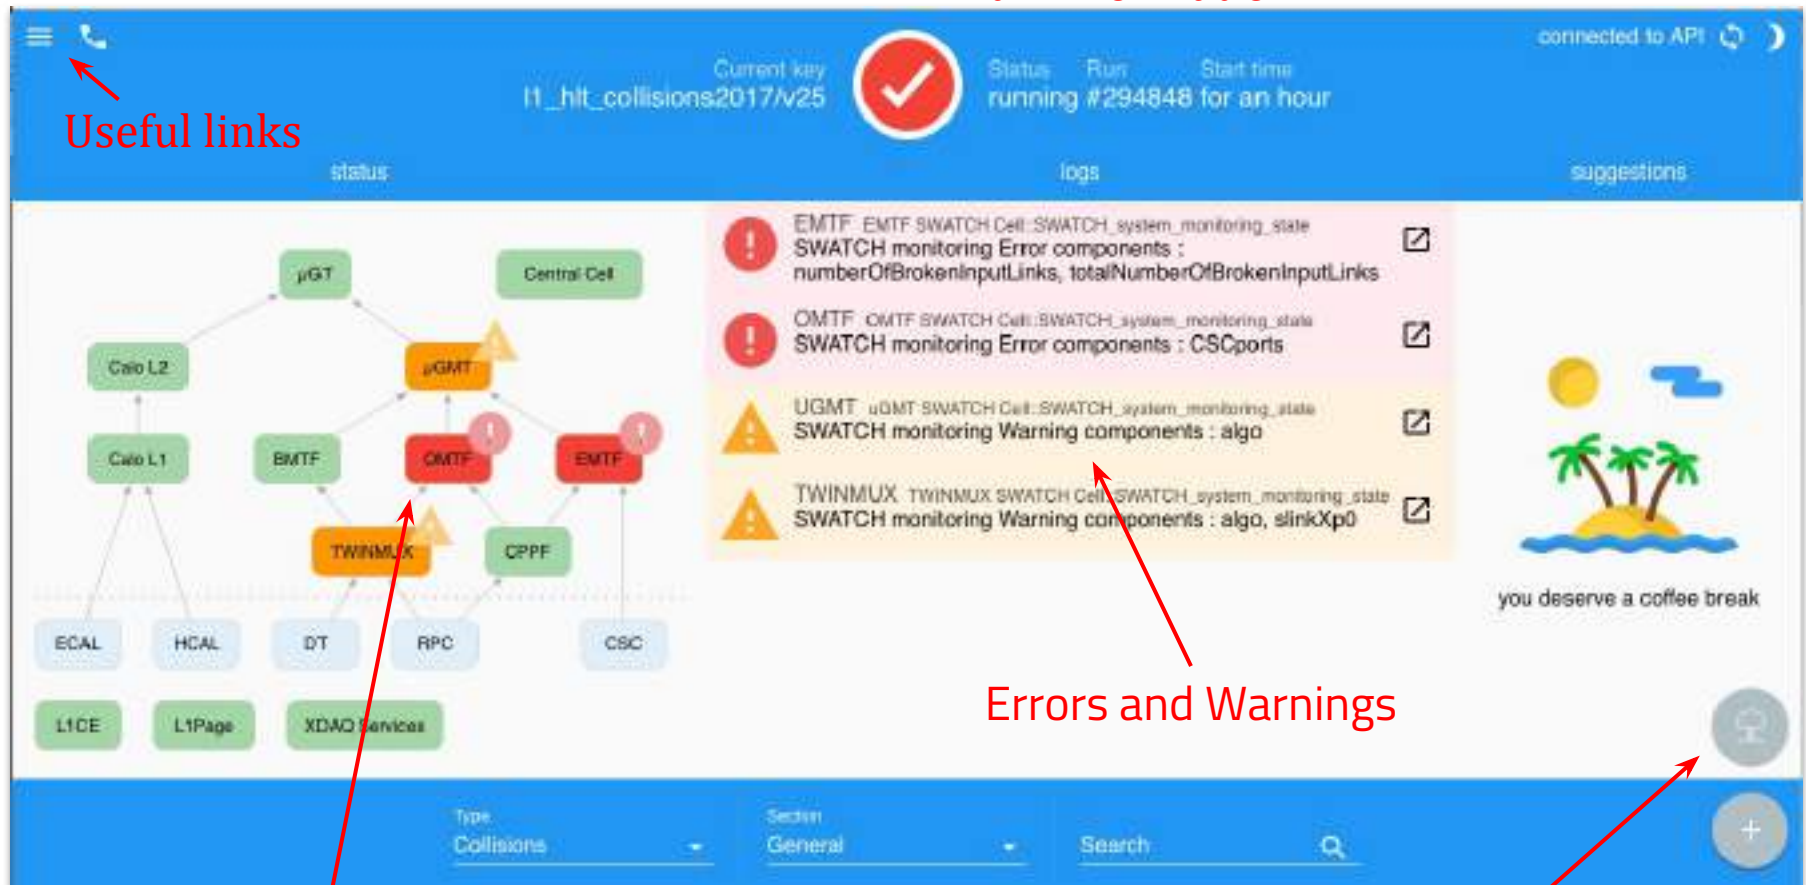 connected to API
Current key
l1_hlt_collisions2017/v25
Status Run Start time
running #294848 for an hour
Useful links
status
logs
suggestions
μGT
Central Cell
Calo L2
μGMT
Calo L1
BMTF
OMTF
EMTF
TWINMUX
CPPF
ECAL
HCAL
DT
RPC
CSC
L1CE
L1Page
XDAQ Services
EMTF EMTF SWATCH Cell::SWATCH_system_monitoring_state
SWATCH monitoring Error components :
numberOfBrokenInputLinks, totalNumberOfBrokenInputLinks
OMTF OMTF SWATCH Cell::SWATCH_system_monitoring_state
SWATCH monitoring Error components : CSCports
UGMT uGMT SWATCH Cell::SWATCH_system_monitoring_state
SWATCH monitoring Warning components : algo
TWINMUX TWINMUX SWATCH Cell::SWATCH_system_monitoring_state
SWATCH monitoring Warning components : algo, slinkXp0
you deserve a coffee break
Errors and Warnings
Type
Collisions
Section
General
Search